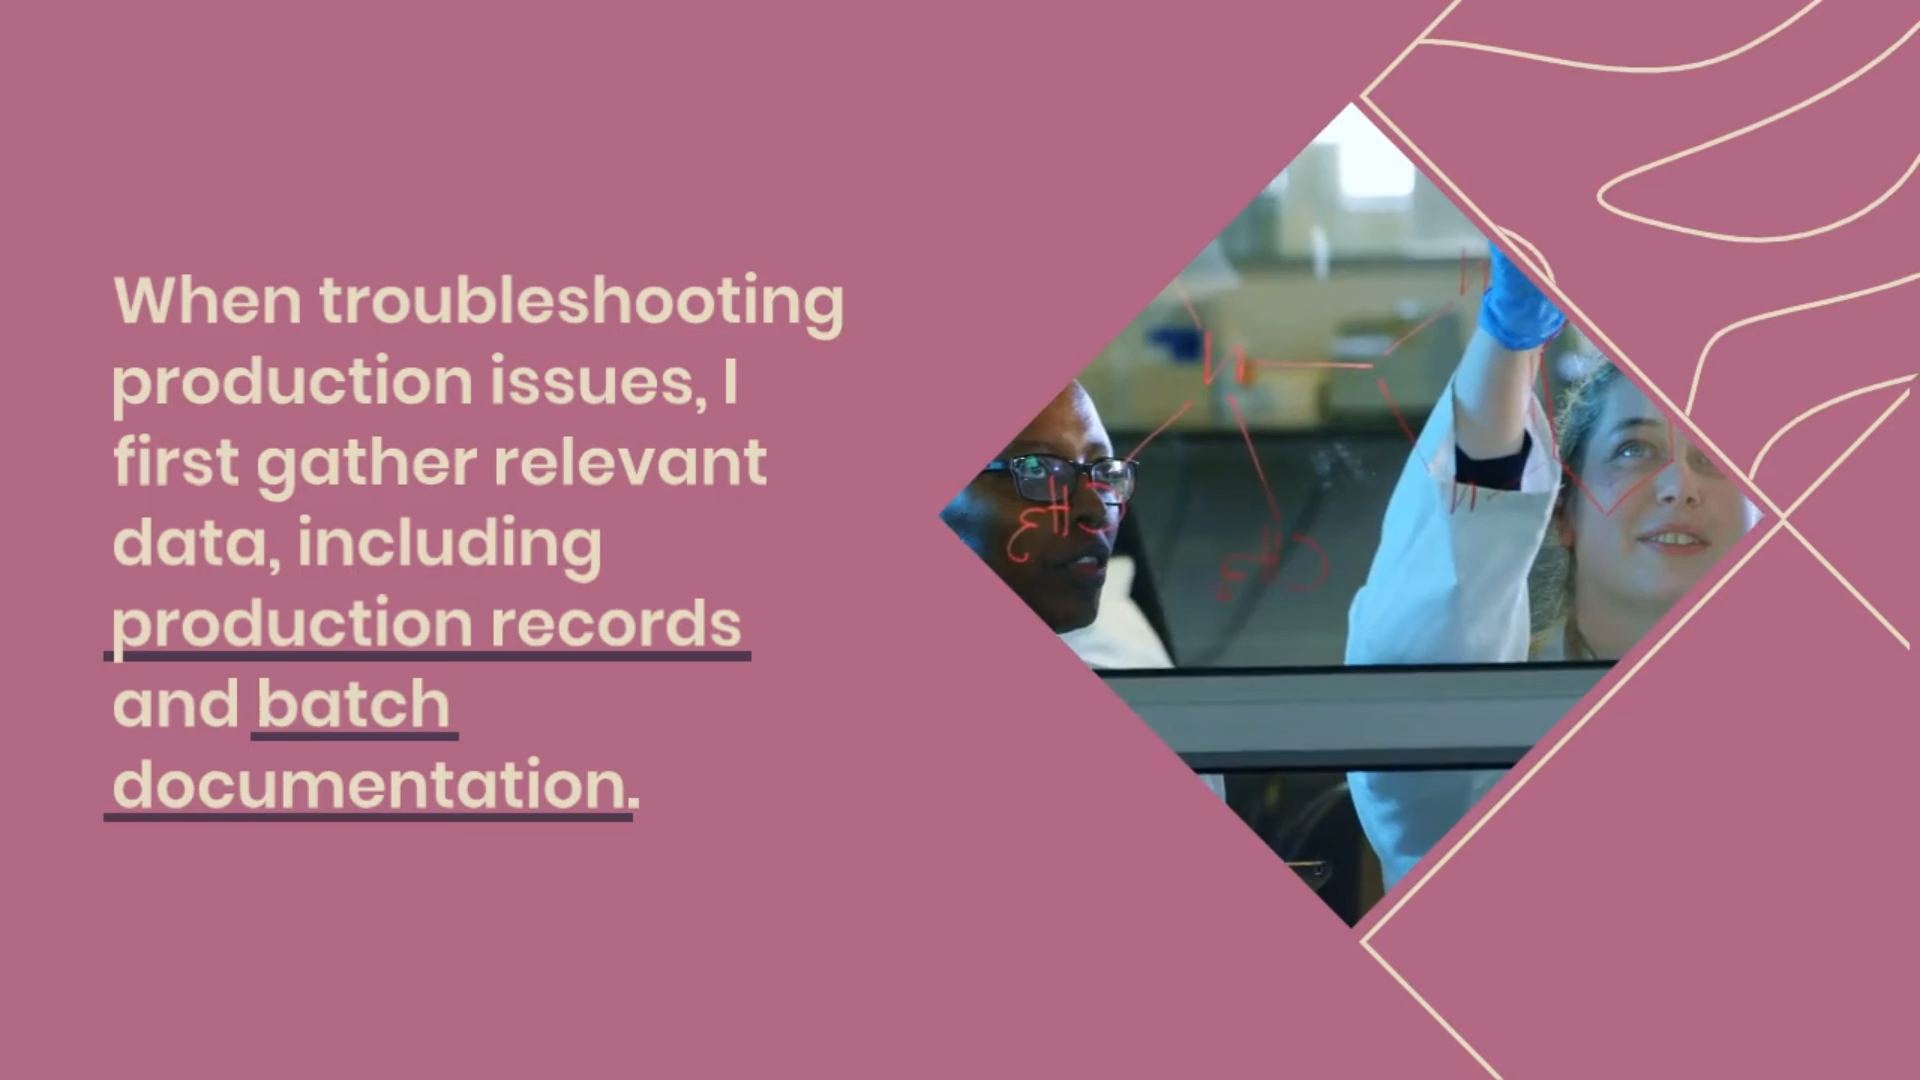 When troubleshooting
production issues, I
first gather relevant
data, including
production records
and batch
documentation.